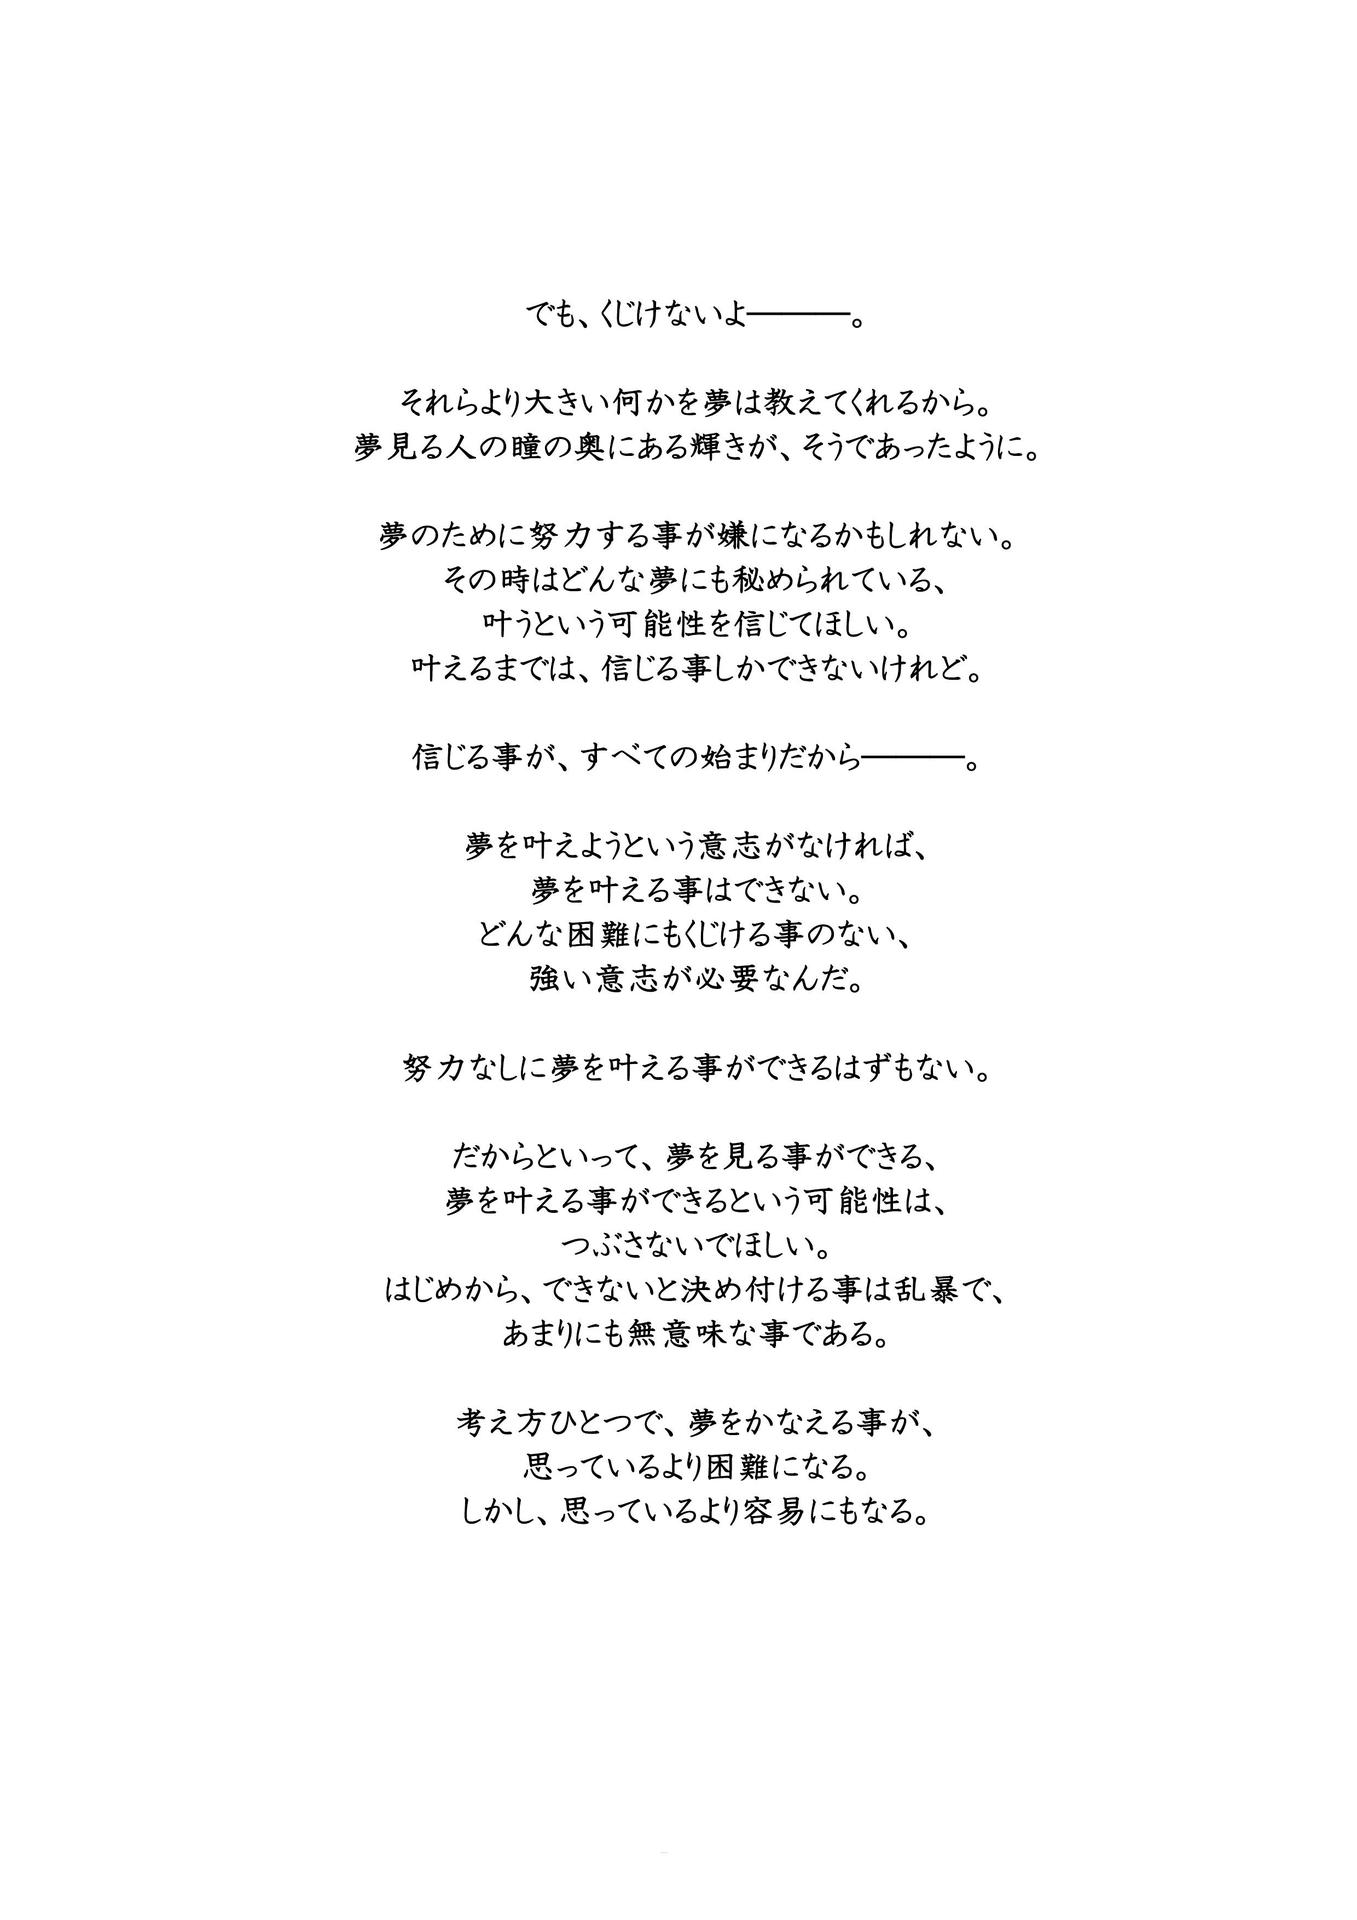 でも、くじけないよ―――。
それらより大きい何かを夢は教えてくれるから。
夢見る人の瞳の奥にある輝きが、そうであったように。
夢のために努力する事が嫌になるかもしれない。
その時はどんな夢にも秘められている、
叶うという可能性を信じてほしい。
叶えるまでは、信じる事しかできないけれど。
信じる事が、すべての始まりだから―――。
夢を叶えようという意志がなければ、
夢を叶える事はできない。
どんな困難にもくじける事のない、
強い意志が必要なんだ。
努力なしに夢を叶える事ができるはずもない。
だからといって、夢を見る事ができる、
夢を叶える事ができるという可能性は、
つぶさないでほしい。
はじめから、できないと決め付ける事は乱暴で、
あまりにも無意味な事である。
考え方ひとつで、夢をかなえる事が、
思っているより困難になる。
しかし、思っているより容易にもなる。